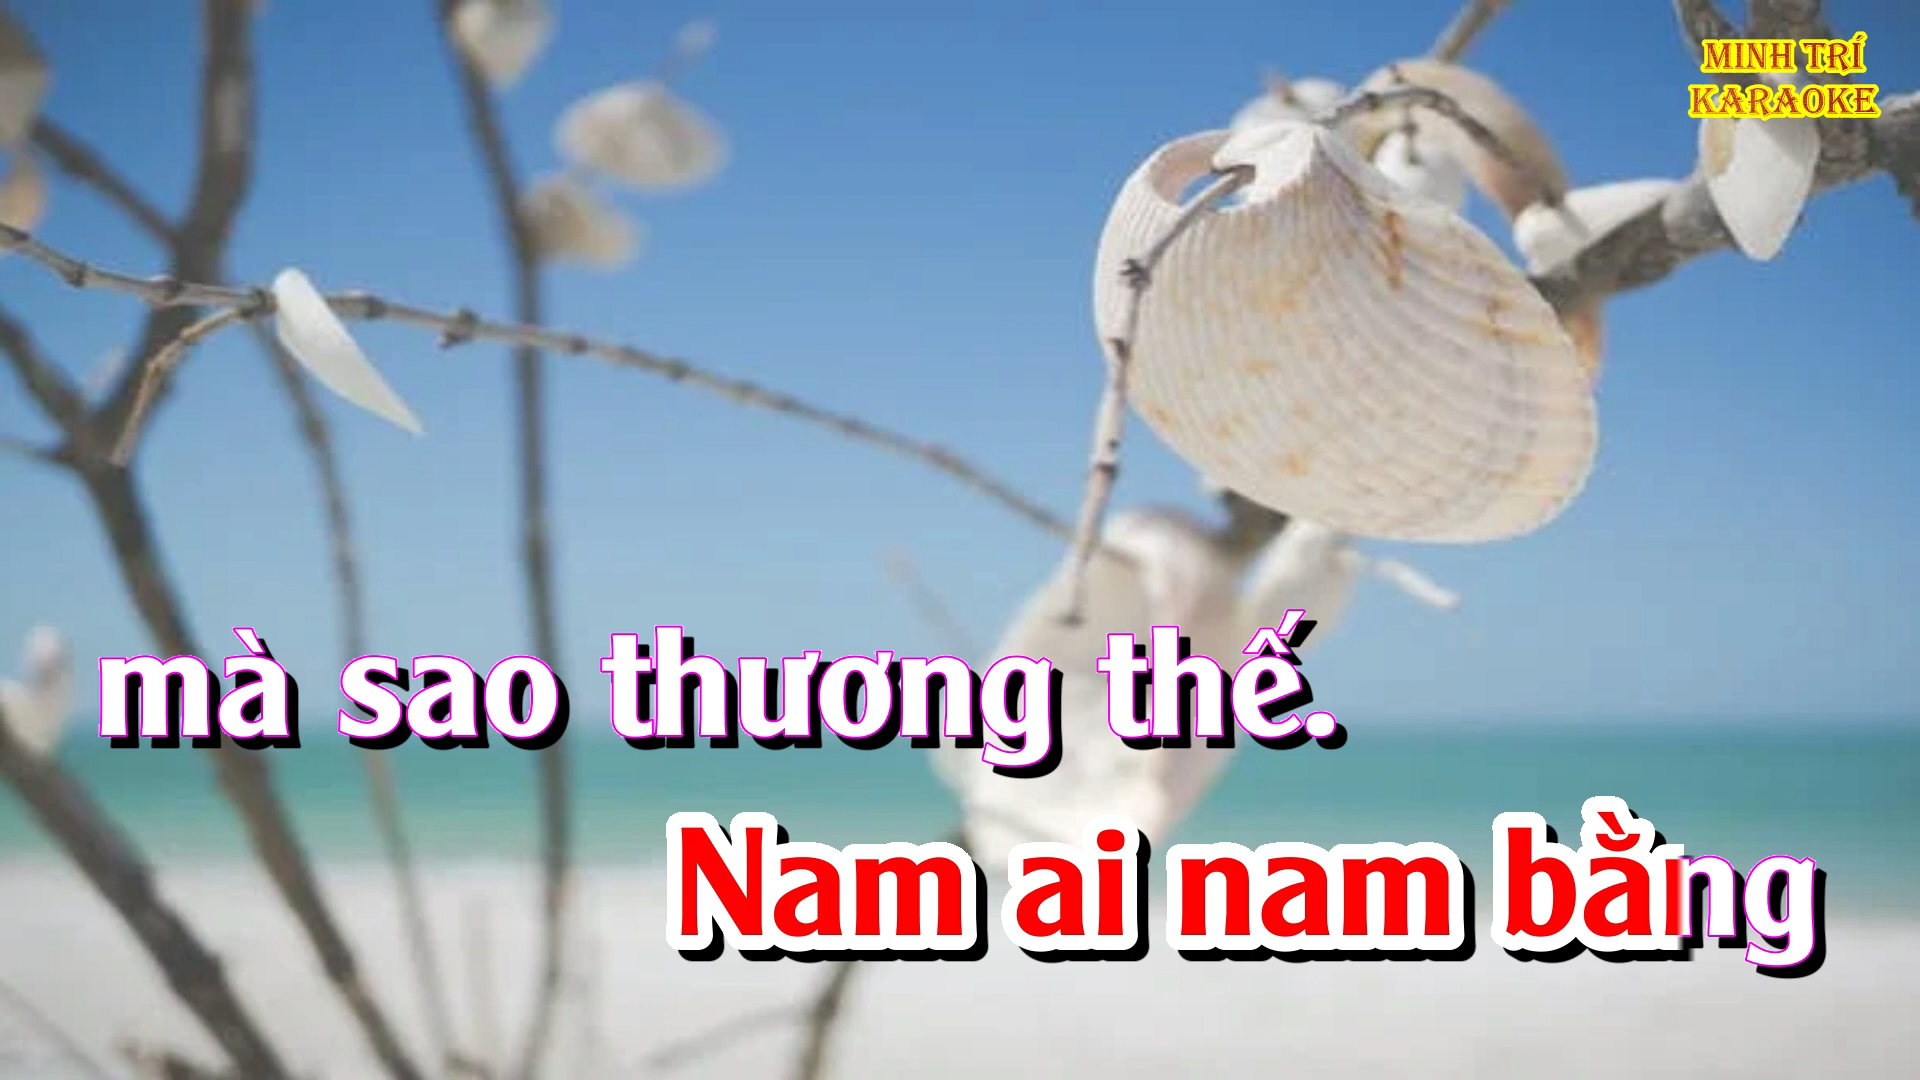 MINH TRÍ
KARAOKE
mà sao thương thế.
Nam ai nam bằng